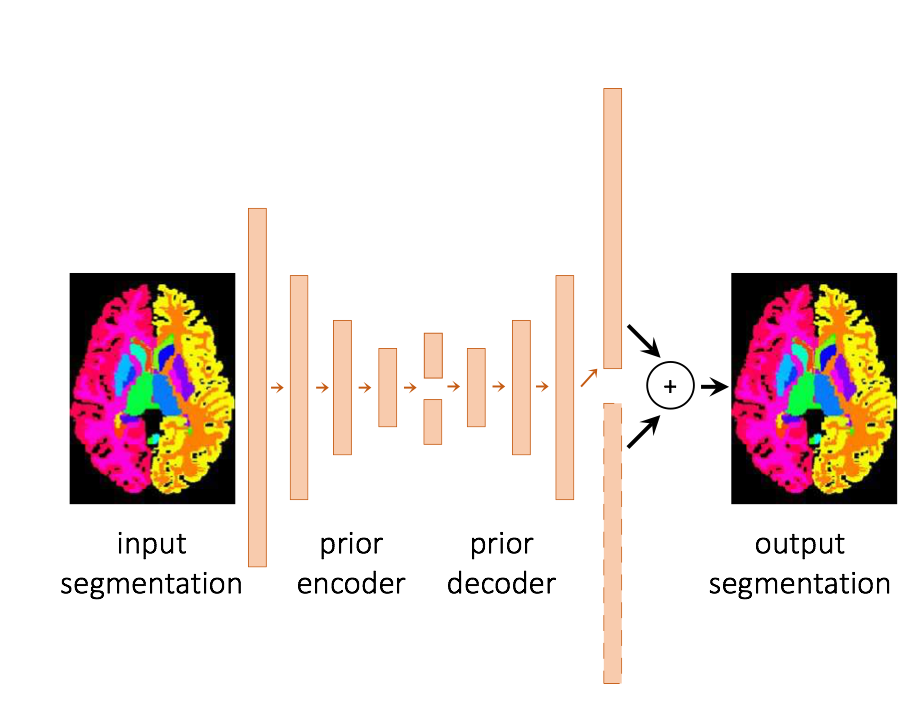 +
input
segmentation
prior
encoder
prior
decoder
output
segmentation